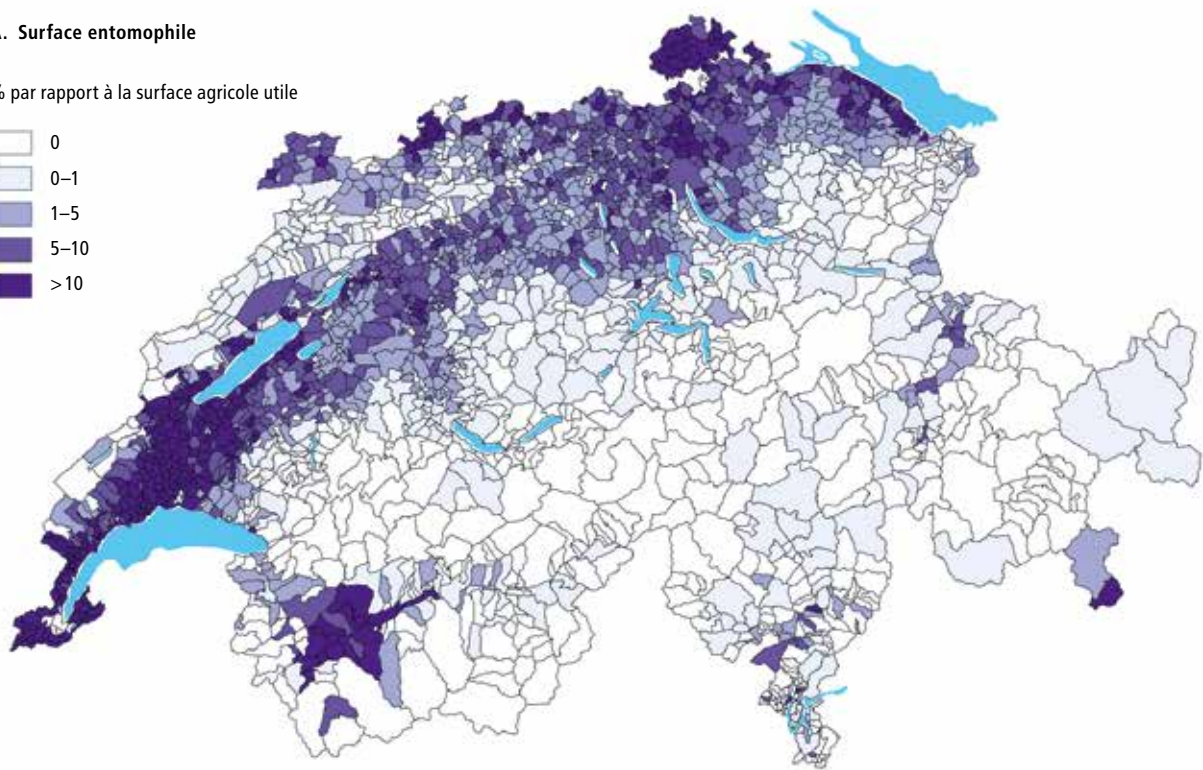 . Surface entomophile
% par rapport à la surface agricole utile
0
0–1
1–5
5–10
>10